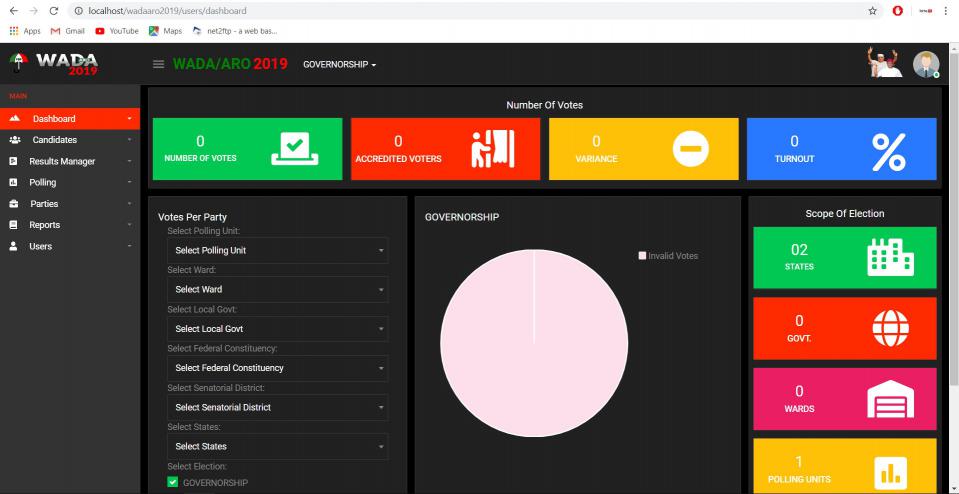 localhost/wadaaro2019/users/dashboard
Apps Gmail YouTube Maps net2ftp - a web bas...
WADA
2019
WADA/ARO 2019
GOVERNORSHIP
MAIN
Dashboard
Candidates
Results Manager
Polling
Parties
Reports
Users
Number Of Votes
0
NUMBER OF VOTES
0
ACCREDITED VOTERS
0
VARIANCE
0
TURNOUT
Votes Per Party
Select Polling Unit:
Select Polling Unit
Select Ward:
Select Ward
Select Local Govt:
Select Local Govt
Select Federal Constituency:
Select Federal Constituency
Select Senatorial District:
Select Senatorial District
Select States:
Select States
Select Election:
GOVERNORSHIP
GOVERNORSHIP
Invalid Votes
Scope Of Election
02
STATES
0
GOVT.
0
WARDS
1
POLLING UNITS